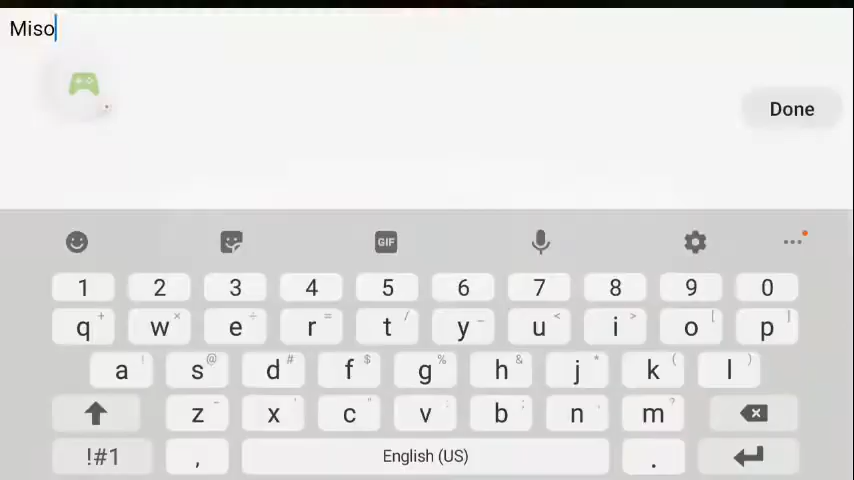 Miso
Done
GIF
1 2 3 4 5 6 7 8 9 0
q + w × e ÷ r = t / y _ u < i > o [ p ]
a ! s @ d # f $ g % h & j * k ( l )
z - x ' c " v : b ; n , m ?
!#1 , English (US) .